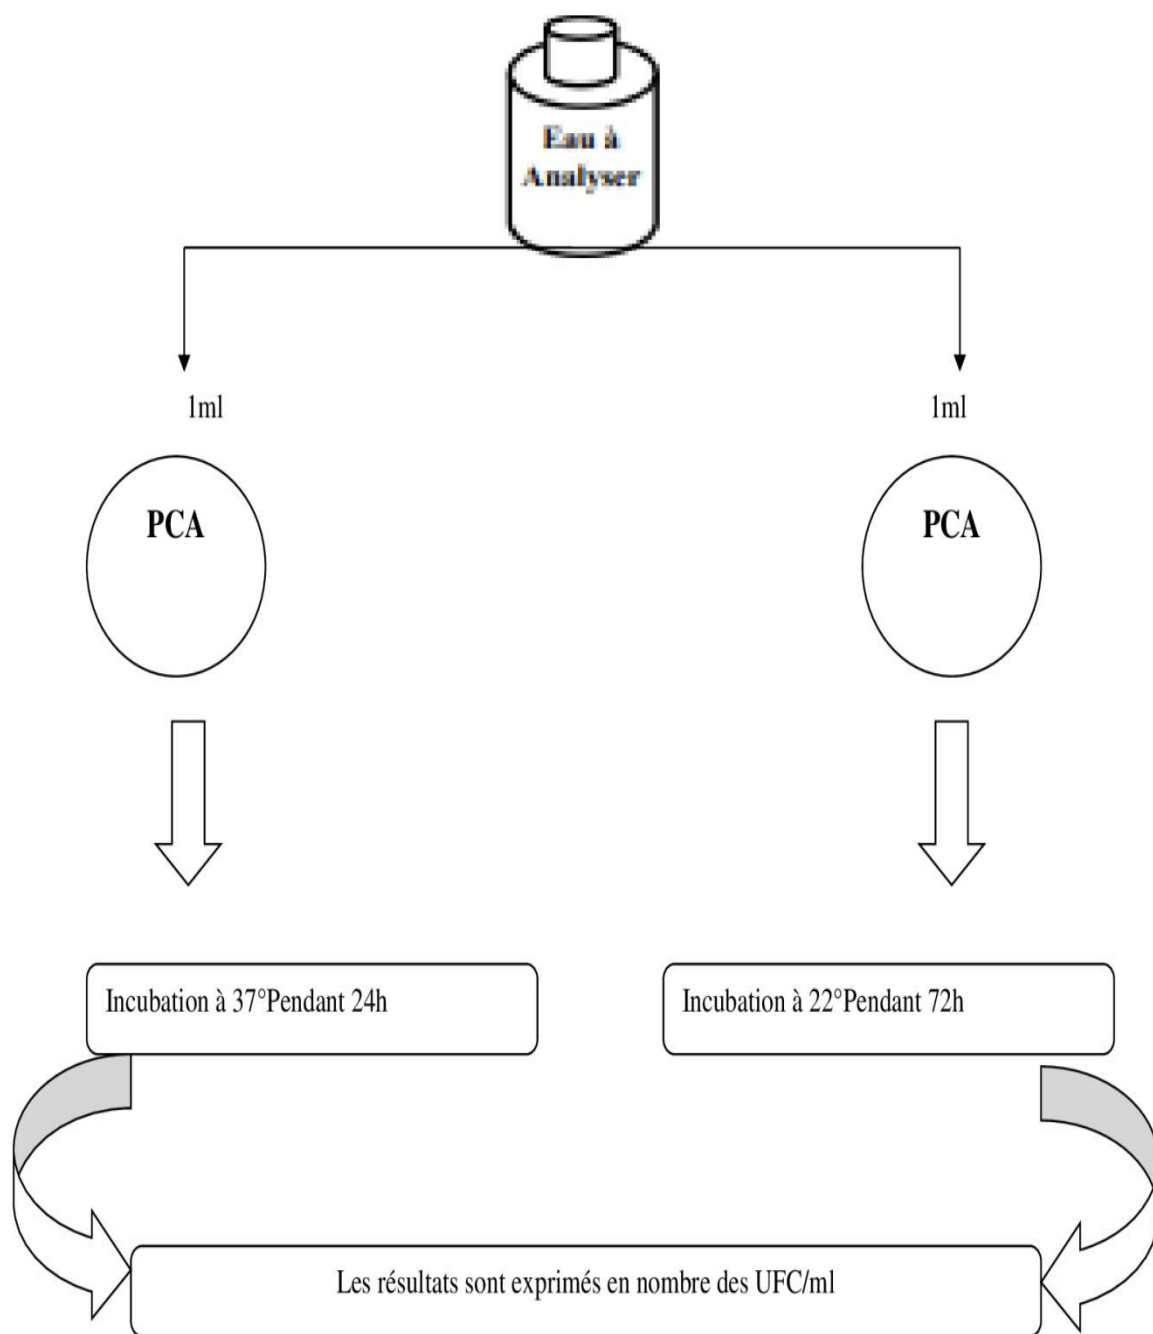 Eau à
Analyser
1ml
1ml
PCA
PCA
Incubation à 37°Pendant 24h
Incubation à 22°Pendant 72h
Les résultats sont exprimés en nombre des UFC/ml